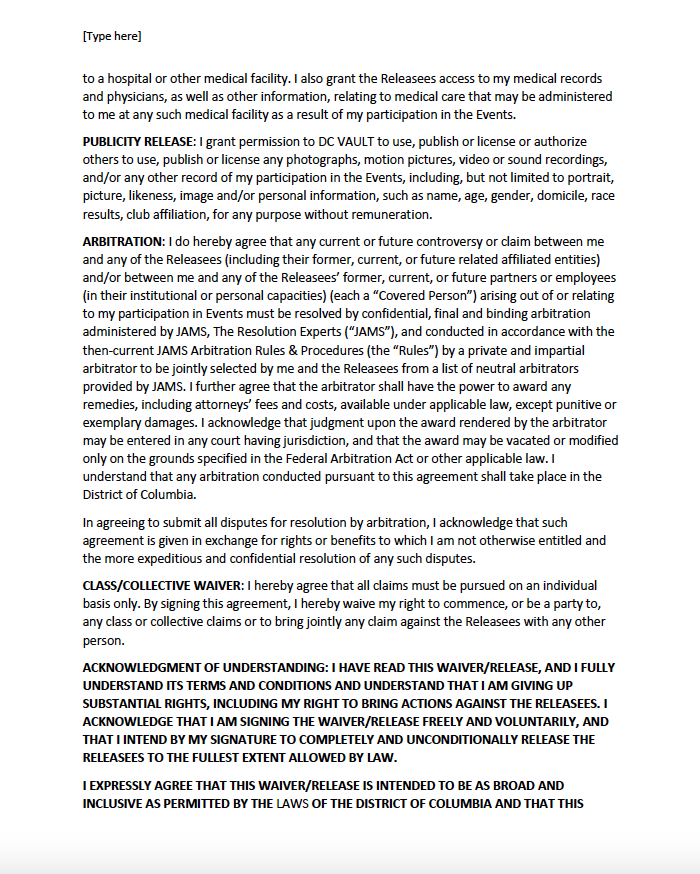 [Type here]
to a hospital or other medical facility. I also grant the Releasees access to my medical records
and physicians, as well as other information, relating to medical care that may be administered
to me at any such medical facility as a result of my participation in the Events.
PUBLICITY RELEASE: I grant permission to DC VAULT to use, publish or license or authorize
others to use, publish or license any photographs, motion pictures, video or sound recordings,
and/or any other record of my participation in the Events, including, but not limited to portrait,
picture, likeness, image and/or personal information, such as name, age, gender, domicile, race
results, club affiliation, for any purpose without remuneration.
ARBITRATION: I do hereby agree that any current or future controversy or claim between me
and any of the Releasees (including their former, current, or future related affiliated entities)
and/or between me and any of the Releasees’ former, current, or future partners or employees
(in their institutional or personal capacities) (each a “Covered Person”) arising out of or relating
to my participation in Events must be resolved by confidential, final and binding arbitration
administered by JAMS, The Resolution Experts (“JAMS”), and conducted in accordance with the
then-current JAMS Arbitration Rules & Procedures (the “Rules”) by a private and impartial
arbitrator to be jointly selected by me and the Releasees from a list of neutral arbitrators
provided by JAMS. I further agree that the arbitrator shall have the power to award any
remedies, including attorneys’ fees and costs, available under applicable law, except punitive or
exemplary damages. I acknowledge that judgment upon the award rendered by the arbitrator
may be entered in any court having jurisdiction, and that the award may be vacated or modified
only on the grounds specified in the Federal Arbitration Act or other applicable law. I
understand that any arbitration conducted pursuant to this agreement shall take place in the
District of Columbia.
In agreeing to submit all disputes for resolution by arbitration, I acknowledge that such
agreement is given in exchange for rights or benefits to which I am not otherwise entitled and
the more expeditious and confidential resolution of any such disputes.
CLASS/COLLECTIVE WAIVER: I hereby agree that all claims must be pursued on an individual
basis only. By signing this agreement, I hereby waive my right to commence, or be a party to,
any class or collective claims or to bring jointly any claim against the Releasees with any other
person.
ACKNOWLEDGMENT OF UNDERSTANDING: I HAVE READ THIS WAIVER/RELEASE, AND I FULLY
UNDERSTAND ITS TERMS AND CONDITIONS AND UNDERSTAND THAT I AM GIVING UP
SUBSTANTIAL RIGHTS, INCLUDING MY RIGHT TO BRING ACTIONS AGAINST THE RELEASEES. I
ACKNOWLEDGE THAT I AM SIGNING THE WAIVER/RELEASE FREELY AND VOLUNTARILY, AND
THAT I INTEND BY MY SIGNATURE TO COMPLETELY AND UNCONDITIONALLY RELEASE THE
RELEASEES TO THE FULLEST EXTENT ALLOWED BY LAW.
I EXPRESSLY AGREE THAT THIS WAIVER/RELEASE IS INTENDED TO BE AS BROAD AND
INCLUSIVE AS PERMITTED BY THE LAWS OF THE DISTRICT OF COLUMBIA AND THAT THIS